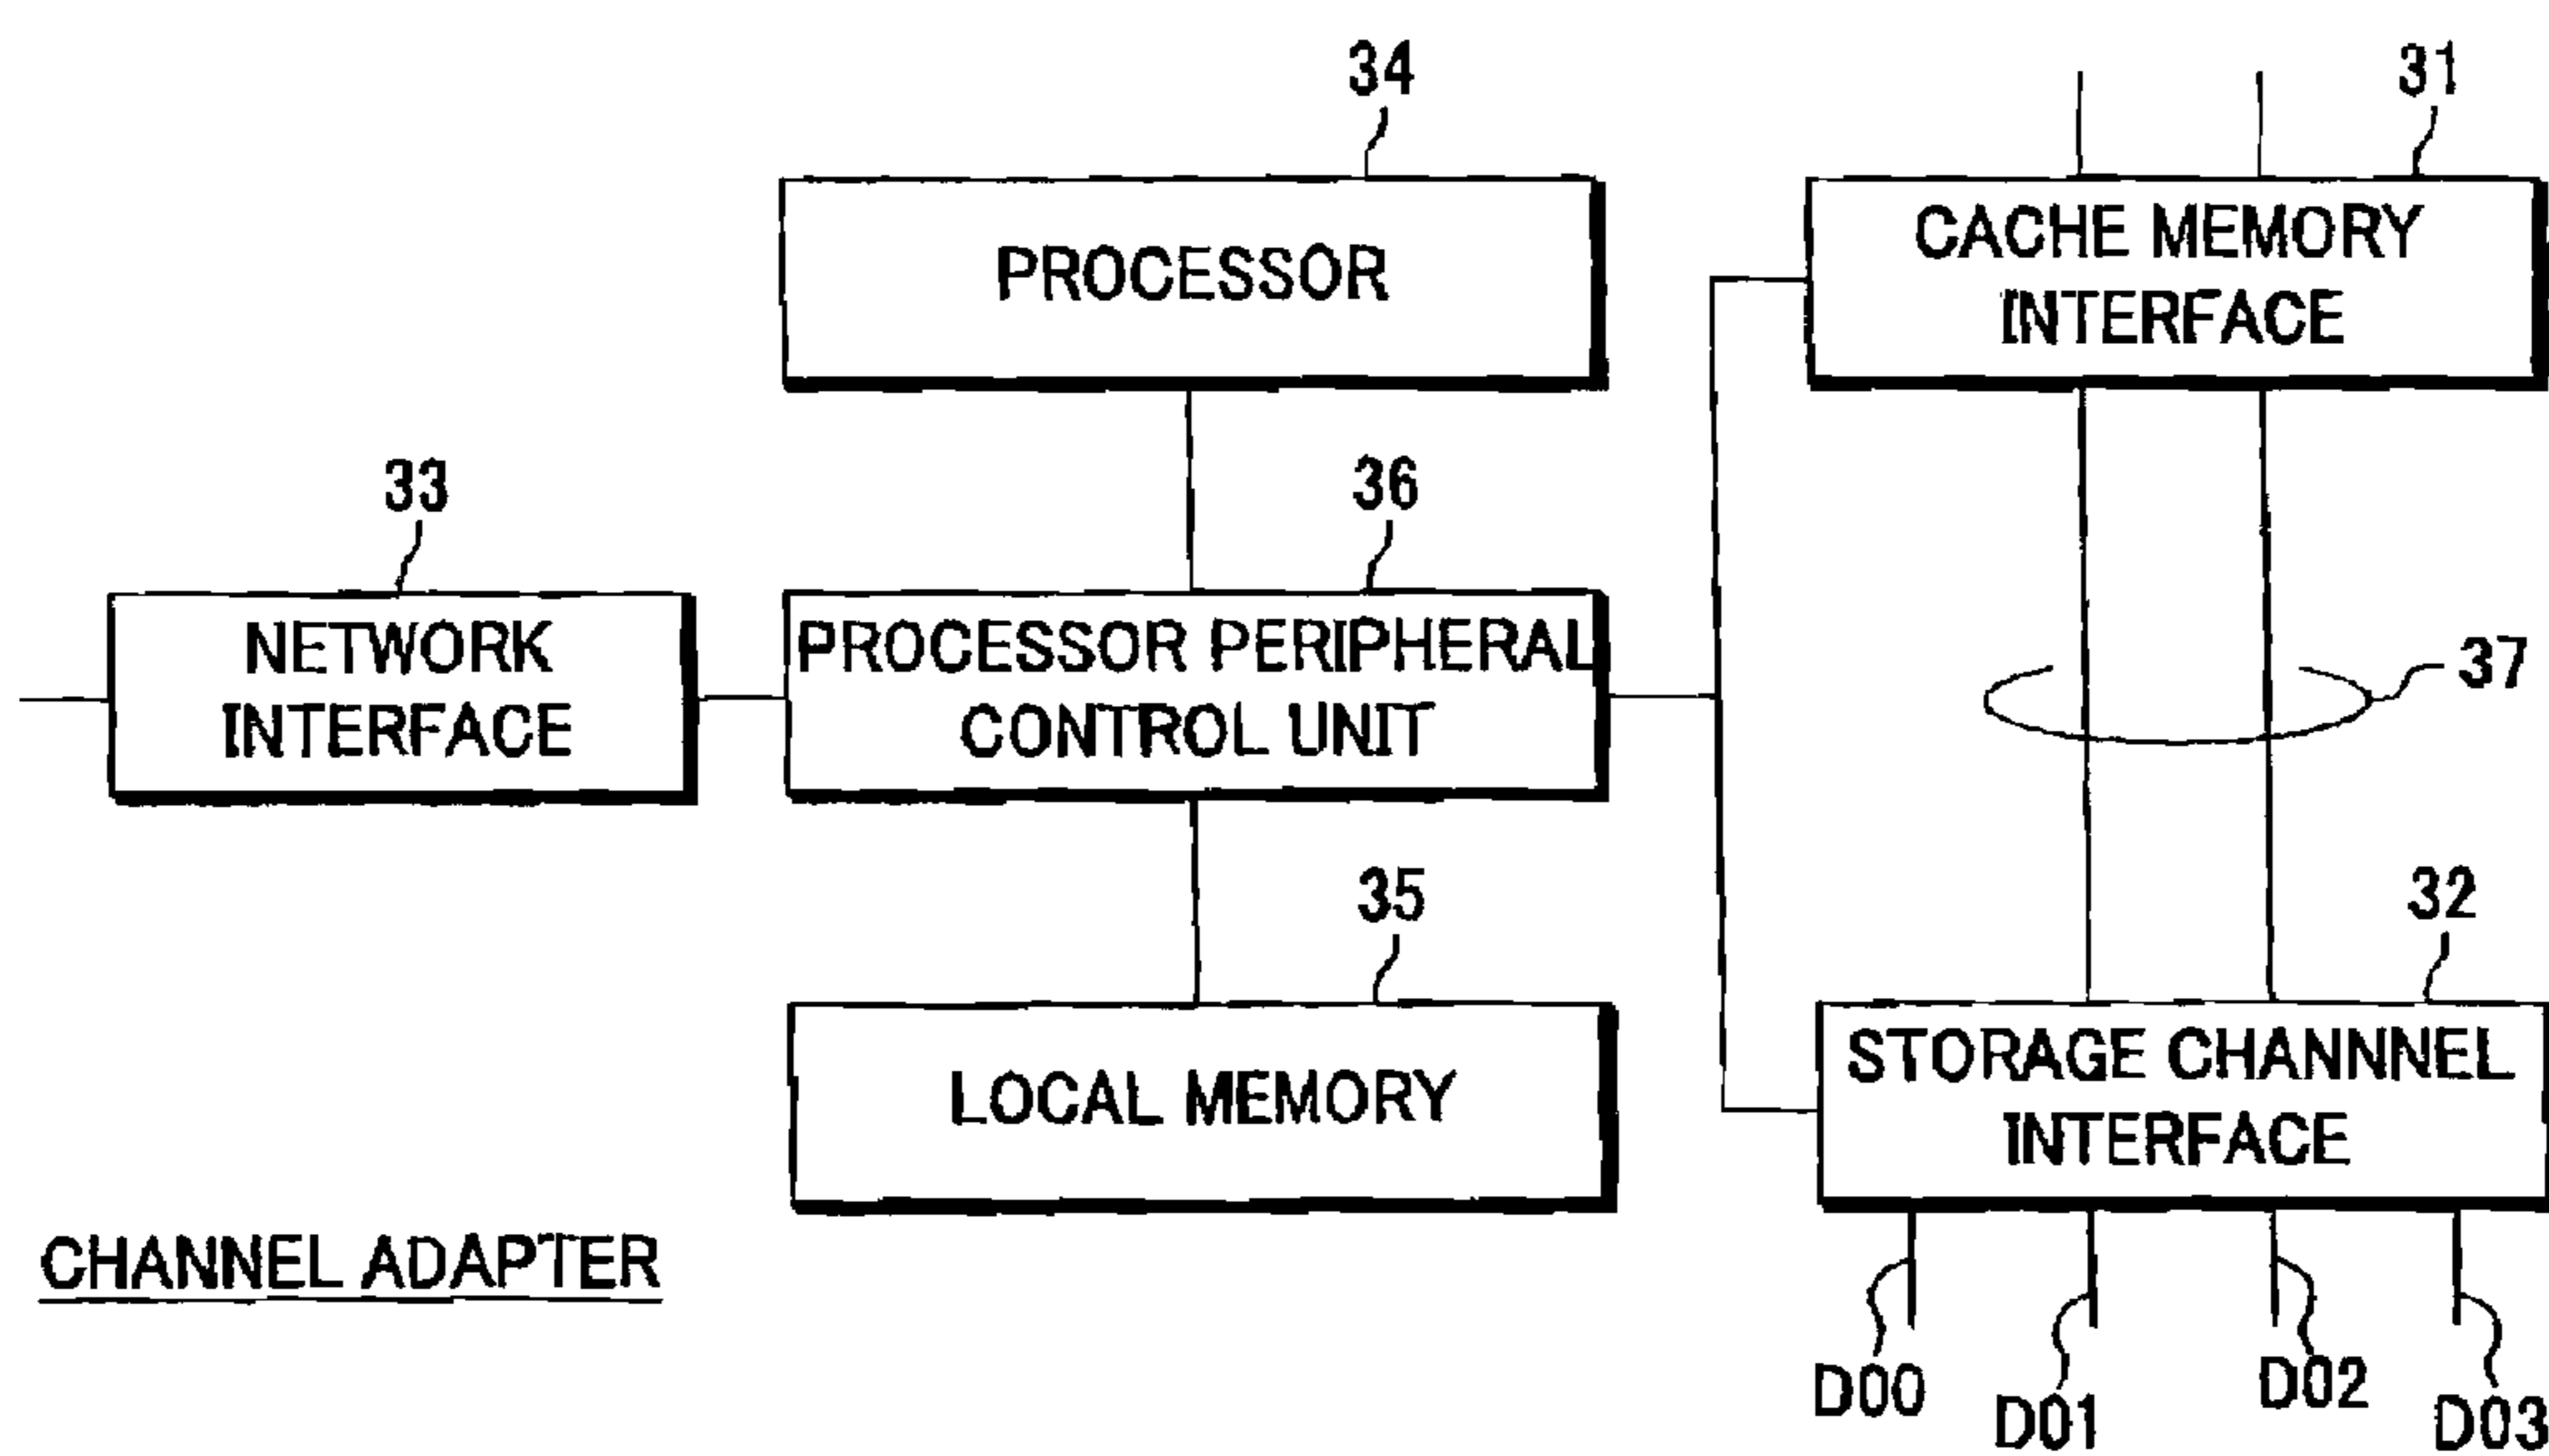 34
31
PROCESSOR
CACHE MEMORY
INTERFACE
33
36
NETWORK
INTERFACE
PROCESSOR PERIPHERAL
CONTROL UNIT
37
35
32
LOCAL MEMORY
STORAGE CHANNNEL
INTERFACE
CHANNEL ADAPTER
D00
D01
D02
D03